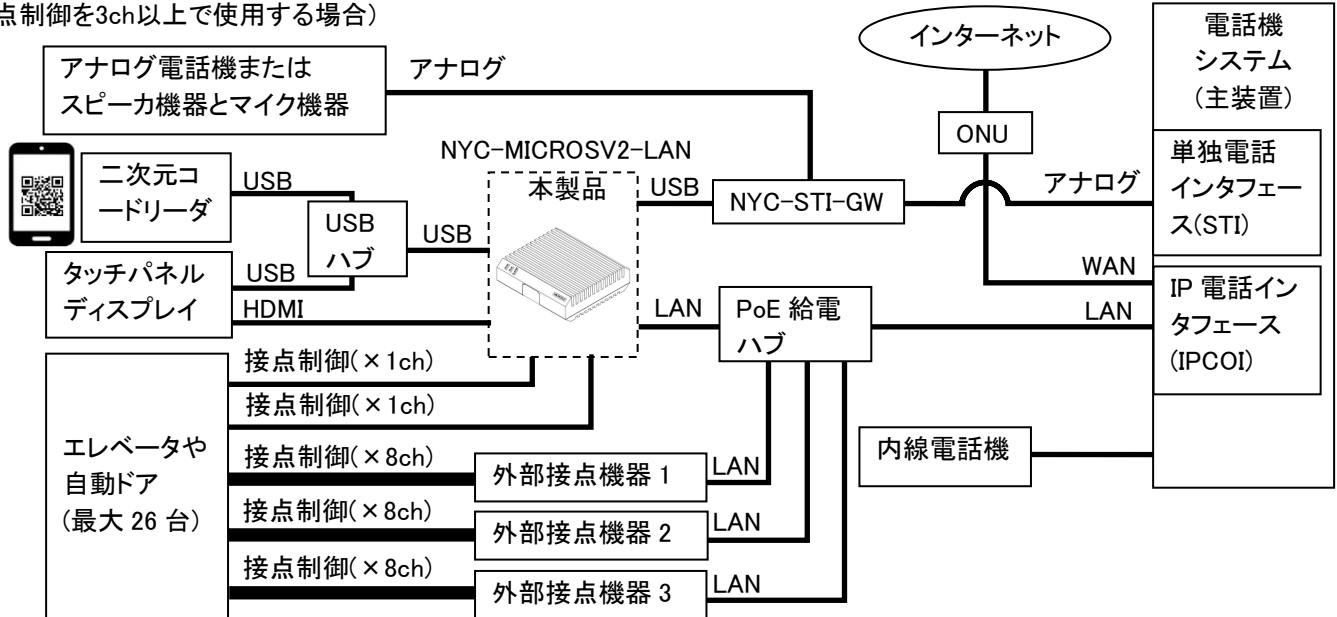 点制御を3ch以上で使用する場合)
アナログ電話機または
スピーカ機器とマイク機器
アナログ
インターネット
電話機
システム
(主装置)
ONU
NYC-MICROSV2-LAN
本製品
二次元コ
ードリーダ
USB
USB
ハブ
USB
USB
NYC-STI-GW
アナログ
単独電話
インタフェー
ス(STI)
タッチパネル
ディスプレイ
USB
HDMI
LAN
PoE 給電
ハブ
WAN
LAN
IP 電話イン
タフェース
(IPCOI)
エレベータや
自動ドア
(最大 26 台)
接点制御(×1ch)
接点制御(×1ch)
接点制御(×8ch)
外部接点機器 1
LAN
接点制御(×8ch)
外部接点機器 2
LAN
接点制御(×8ch)
外部接点機器 3
LAN
内線電話機